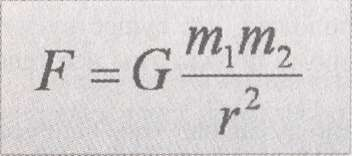 F = G m₁m₂ / r²